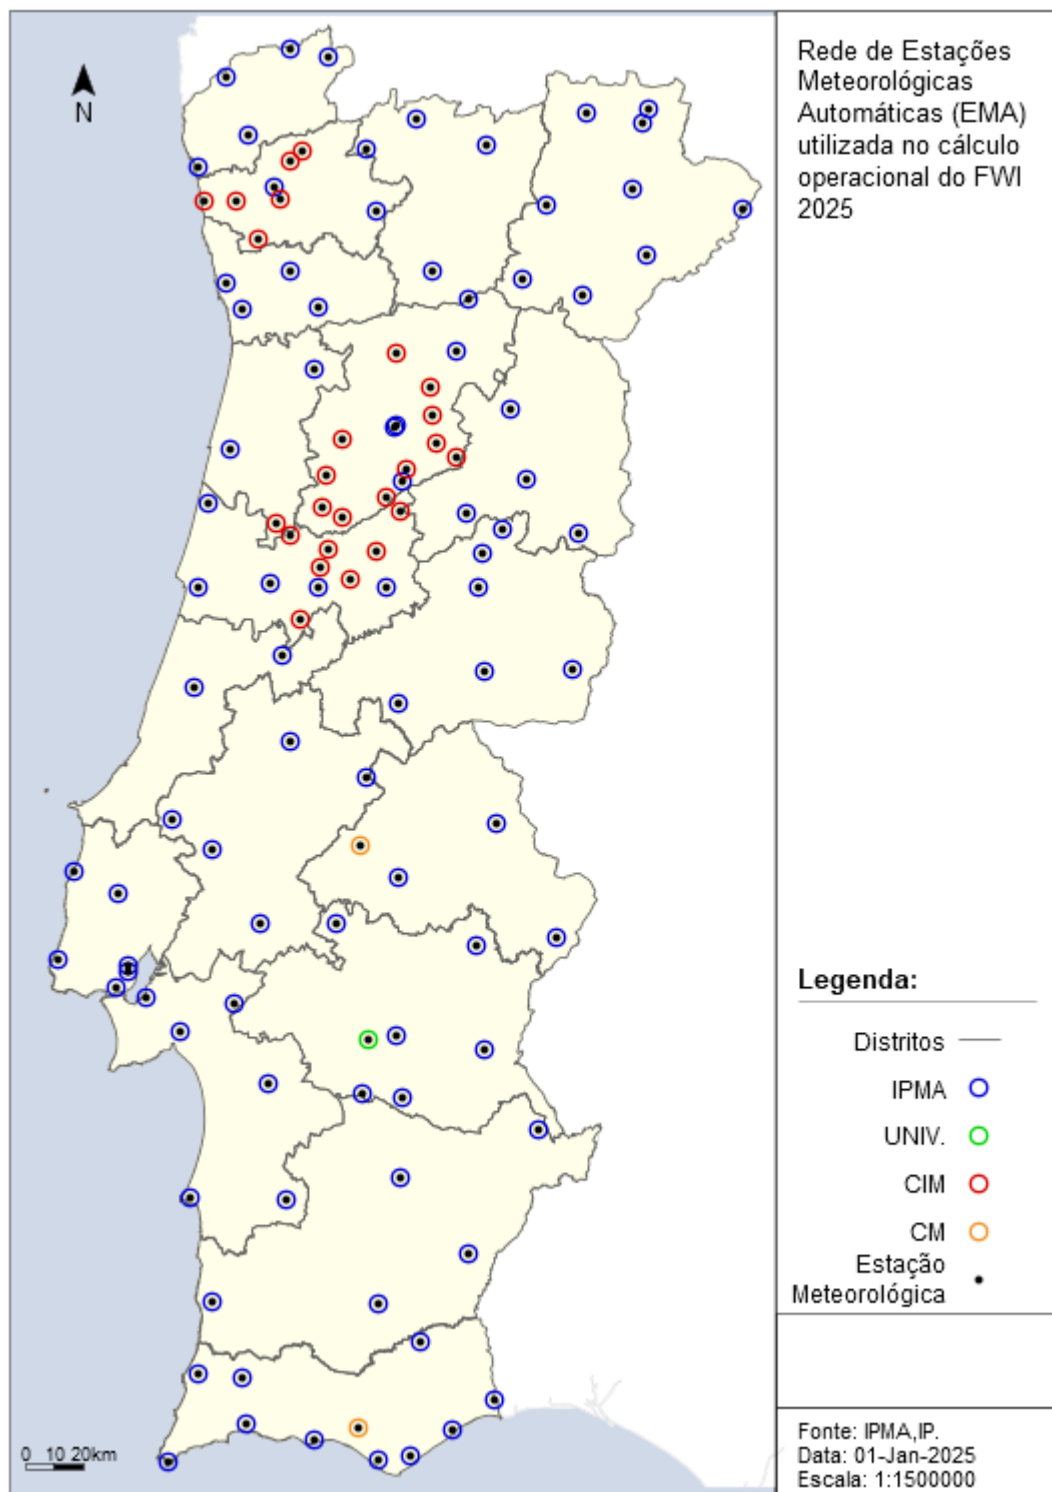 N
Rede de Estações
Meteorológicas
Automáticas (EMA)
utilizada no cálculo
operacional do FWI
2025
Legenda:
Distritos
IPMA
UNIV.
CIM
CM
Estação
Meteorológica
0 10 20km
Fonte: IPMA,IP.
Data: 01-Jan-2025
Escala: 1:1500000